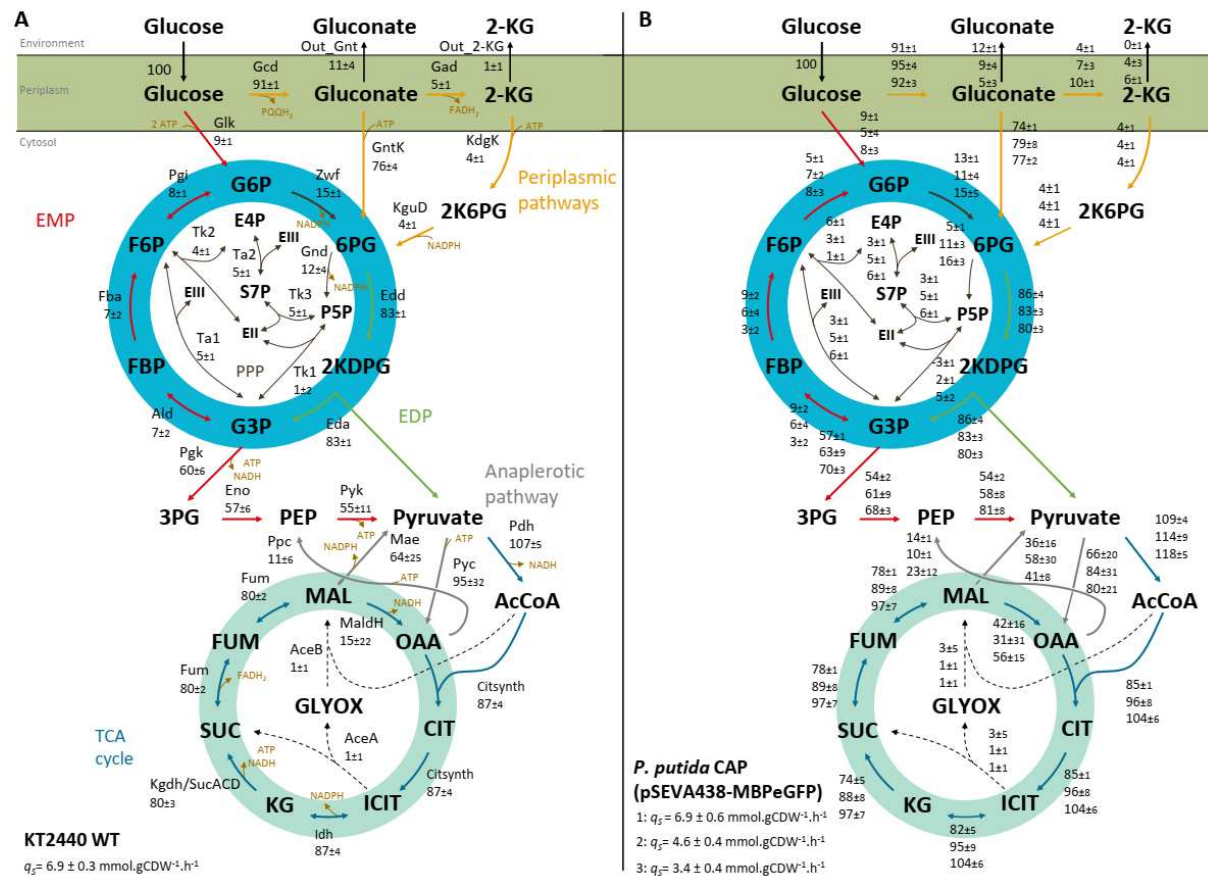 A
Glucose
Gluconate
2-KG
Environment
Out_Gnt
Out_2-KG
100
Gcd
11±4
Gad
1±1
91±1
5±1
Periplasm
Glucose
Gluconate
2-KG
PQQH₂
FADH₂
2 ATP
Glk
ATP
ATP
Cytosol
9±1
GntK
76±4
KdgK
4±1
Periplasmic
pathways
Pgi
8±1
G6P
Zwf
15±1
EMP
E4P
NADPH
KguD
4±1
2K6PG
F6P
Tk2
4±1
EIII
6PG
NADPH
Ta2
5±1
Gnd
12±4
NADPH
Fba
7±2
EIII
S7P
Tk3
5±1
P5P
Edd
83±1
EII
Ta1
5±1
FBP
PPP
Tk1
1±2
2KDPG
Ald
7±2
G3P
Eda
83±1
EDP
Pgk
60±6
ATP
NADH
Anaplerotic
pathway
Eno
57±6
Pyk
55±11
3PG
PEP
Pyruvate
Pdh
107±5
ATP
NADPH
Mae
64±25
ATP
Ppc
11±6
Pyc
95±32
NADH
ATP
Fum
80±2
MAL
NADH
AcCoA
MaldH
15±22
FUM
OAA
AceB
1±1
Fum
80±2
FADH₂
Citsynth
87±4
GLYOX
SUC
CIT
TCA
cycle
ATP
NADH
AceA
1±1
Kgdh/SucACD
80±3
Citsynth
87±4
NADPH
KG
ICIT
Idh
87±4
KT2440 WT
qₛ= 6.9 ± 0.3 mmol.gCDW⁻¹.h⁻¹
B
Glucose
Gluconate
2-KG
100
91±1
95±4
92±3
12±1
9±4
5±3
4±1
7±3
10±1
0±1
4±3
6±1
Glucose
Gluconate
2-KG
9±1
5±4
8±3
74±1
79±8
77±2
4±1
4±1
4±1
5±1
7±2
8±3
G6P
13±1
11±4
15±5
4±1
4±1
4±1
2K6PG
E4P
F6P
6±1
3±1
1±1
3±1
5±1
6±1
EIII
5±1
11±3
16±3
6PG
9±2
6±4
3±2
EIII
S7P
3±1
5±1
6±1
P5P
86±4
83±3
80±3
3±1
5±1
6±1
EII
FBP
-3±1
2±1
5±2
2KDPG
9±2
6±4
3±2
G3P
86±4
83±3
80±3
57±1
63±9
70±3
54±2
61±9
68±3
54±2
58±8
81±8
3PG
PEP
Pyruvate
109±4
114±9
118±5
14±1
10±1
23±12
36±16
58±30
41±8
66±20
84±31
80±21
78±1
89±8
97±7
MAL
AcCoA
42±16
31±31
56±15
FUM
OAA
3±5
1±1
1±1
78±1
89±8
97±7
85±1
96±8
104±6
GLYOX
SUC
CIT
3±5
1±1
1±1
74±5
88±8
97±7
85±1
96±8
104±6
KG
ICIT
82±5
95±9
104±6
P. putida CAP
(pSEVA438-MBPeGFP)
1: qₛ = 6.9 ± 0.6 mmol.gCDW⁻¹.h⁻¹
2: qₛ = 4.6 ± 0.4 mmol.gCDW⁻¹.h⁻¹
3: qₛ = 3.4 ± 0.4 mmol.gCDW⁻¹.h⁻¹